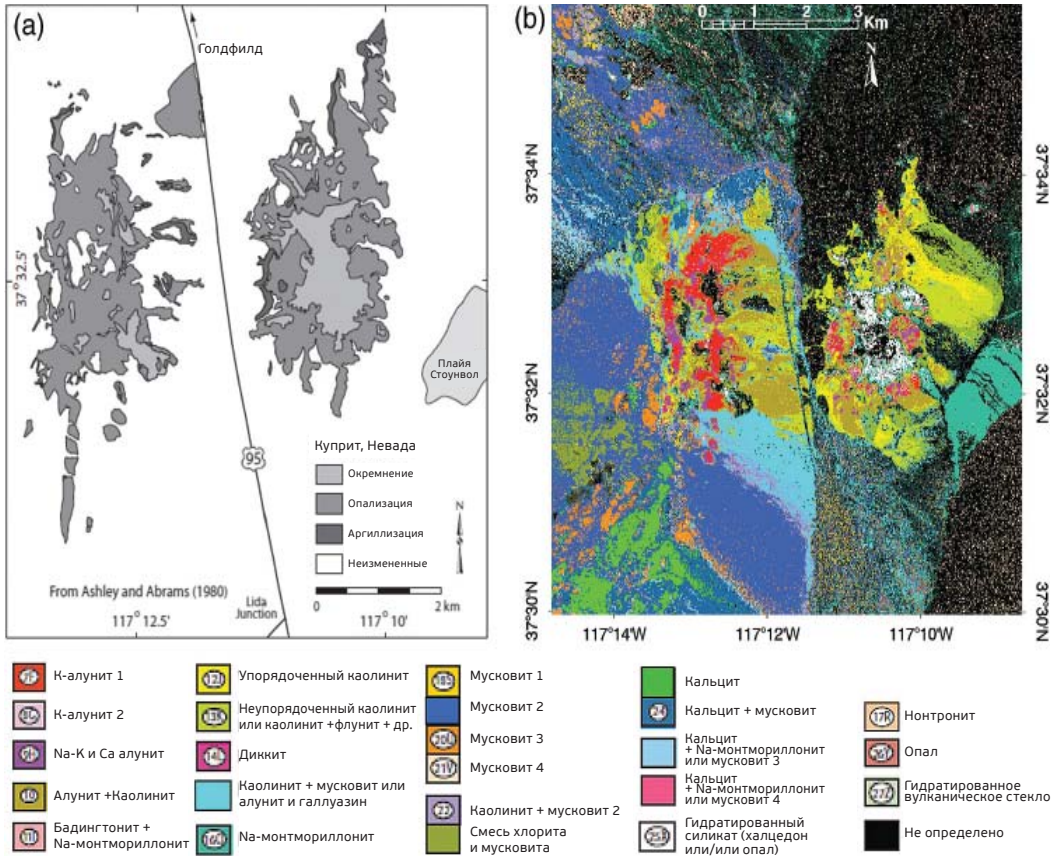 (a)
Голдфилд
37° 32.5'
Плайя
Стоунвол
95
Куприт, Невада
Окремнение
Опализация
Аргиллизация
Неизмененные
N
0 2 km
From Ashley and Abrams (1980)
Lida
Junction
117° 12.5'
117° 10'
(b)
0 1 2 3
Km
N
37°34'N
37°34'N
37°32'N
37°32'N
37°30'N
37°30'N
117°14'W
117°12'W
117°10'W
К-алунит 1
К-алунит 2
Na-K и Ca алунит
10
Алунит +Каолинит
Бадингтонит +
Na-монтмориллонит
Упорядоченный каолинит
Неупорядоченный каолинит
или каолинит +флунит + др.
Диккит
Каолинит + мусковит или
алунит и галлуазин
Na-монтмориллонит
Мусковит 1
Мусковит 2
Мусковит 3
Мусковит 4
Каолинит + мусковит 2
Смесь хлорита
и мусковита
Кальцит
24
Кальцит + мусковит
Кальцит
+ Na-монтмориллонит
или мусковит 3
Кальцит
+ Na-монтмориллонит
или мусковит 4
Гидратированный
силикат (халцедон
или/или опал)
17R
Нонтронит
Опал
Гидратированное
вулканическое стекло
Не определено